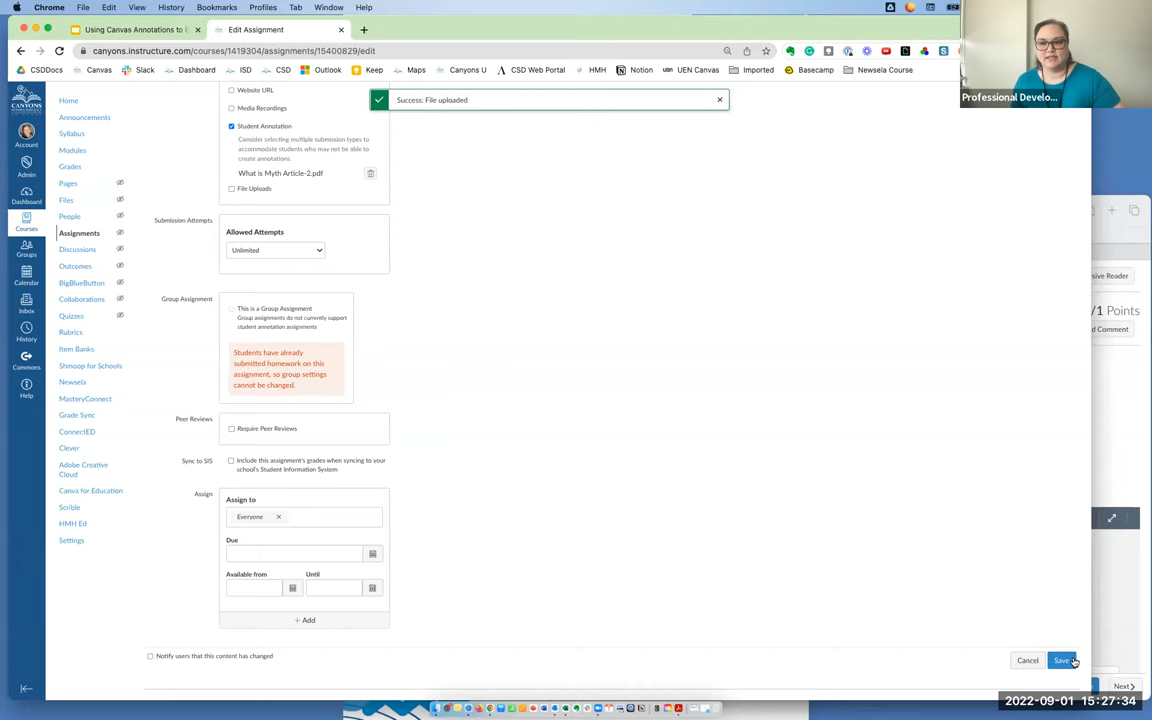 Chrome File Edit View History Bookmarks Profiles Tab Window Help
Using Canvas Annotations to E
Edit Assignment
canyons.instructure.com/courses/1419304/assignments/15400829/edit
CSDDocs Canvas Slack Dashboard ISD CSD Outlook Keep Maps Canyons U CSD Web Portal HMH Notion UEN Canvas Imported Basecamp Newsela Course
Professional Develo...
Success: File uploaded
CANYONS
Account
Admin
Dashboard
Courses
Groups
Calendar
Inbox
History
Commons
Help
Home
Announcements
Syllabus
Modules
Grades
Pages
Files
People
Assignments
Discussions
Outcomes
BigBlueButton
Collaborations
Quizzes
Rubrics
Item Banks
Shmoop for Schools
Newsela
MasteryConnect
Grade Sync
ConnectED
Clever
Adobe Creative
Cloud
Canva for Education
Scrible
HMH Ed
Settings
Website URL
Media Recordings
Student Annotation
Consider selecting multiple submission types to
accommodate students who may not be able to
create annotations.
What is Myth Article-2.pdf
File Uploads
Submission Attempts
Allowed Attempts
Unlimited
Group Assignment
This is a Group Assignment
Group assignments do not currently support
student annotation assignments
Students have already
submitted homework on this
assignment, so group settings
cannot be changed.
Peer Reviews
Require Peer Reviews
Sync to SIS
Include this assignment's grades when syncing to your
school's Student Information System
Assign
Assign to
Everyone
Due
Available from Until
+ Add
Notify users that this content has changed
Cancel
Save
rsive Reader
/1 Points
d Comment
Next
2022-09-01 15:27:34